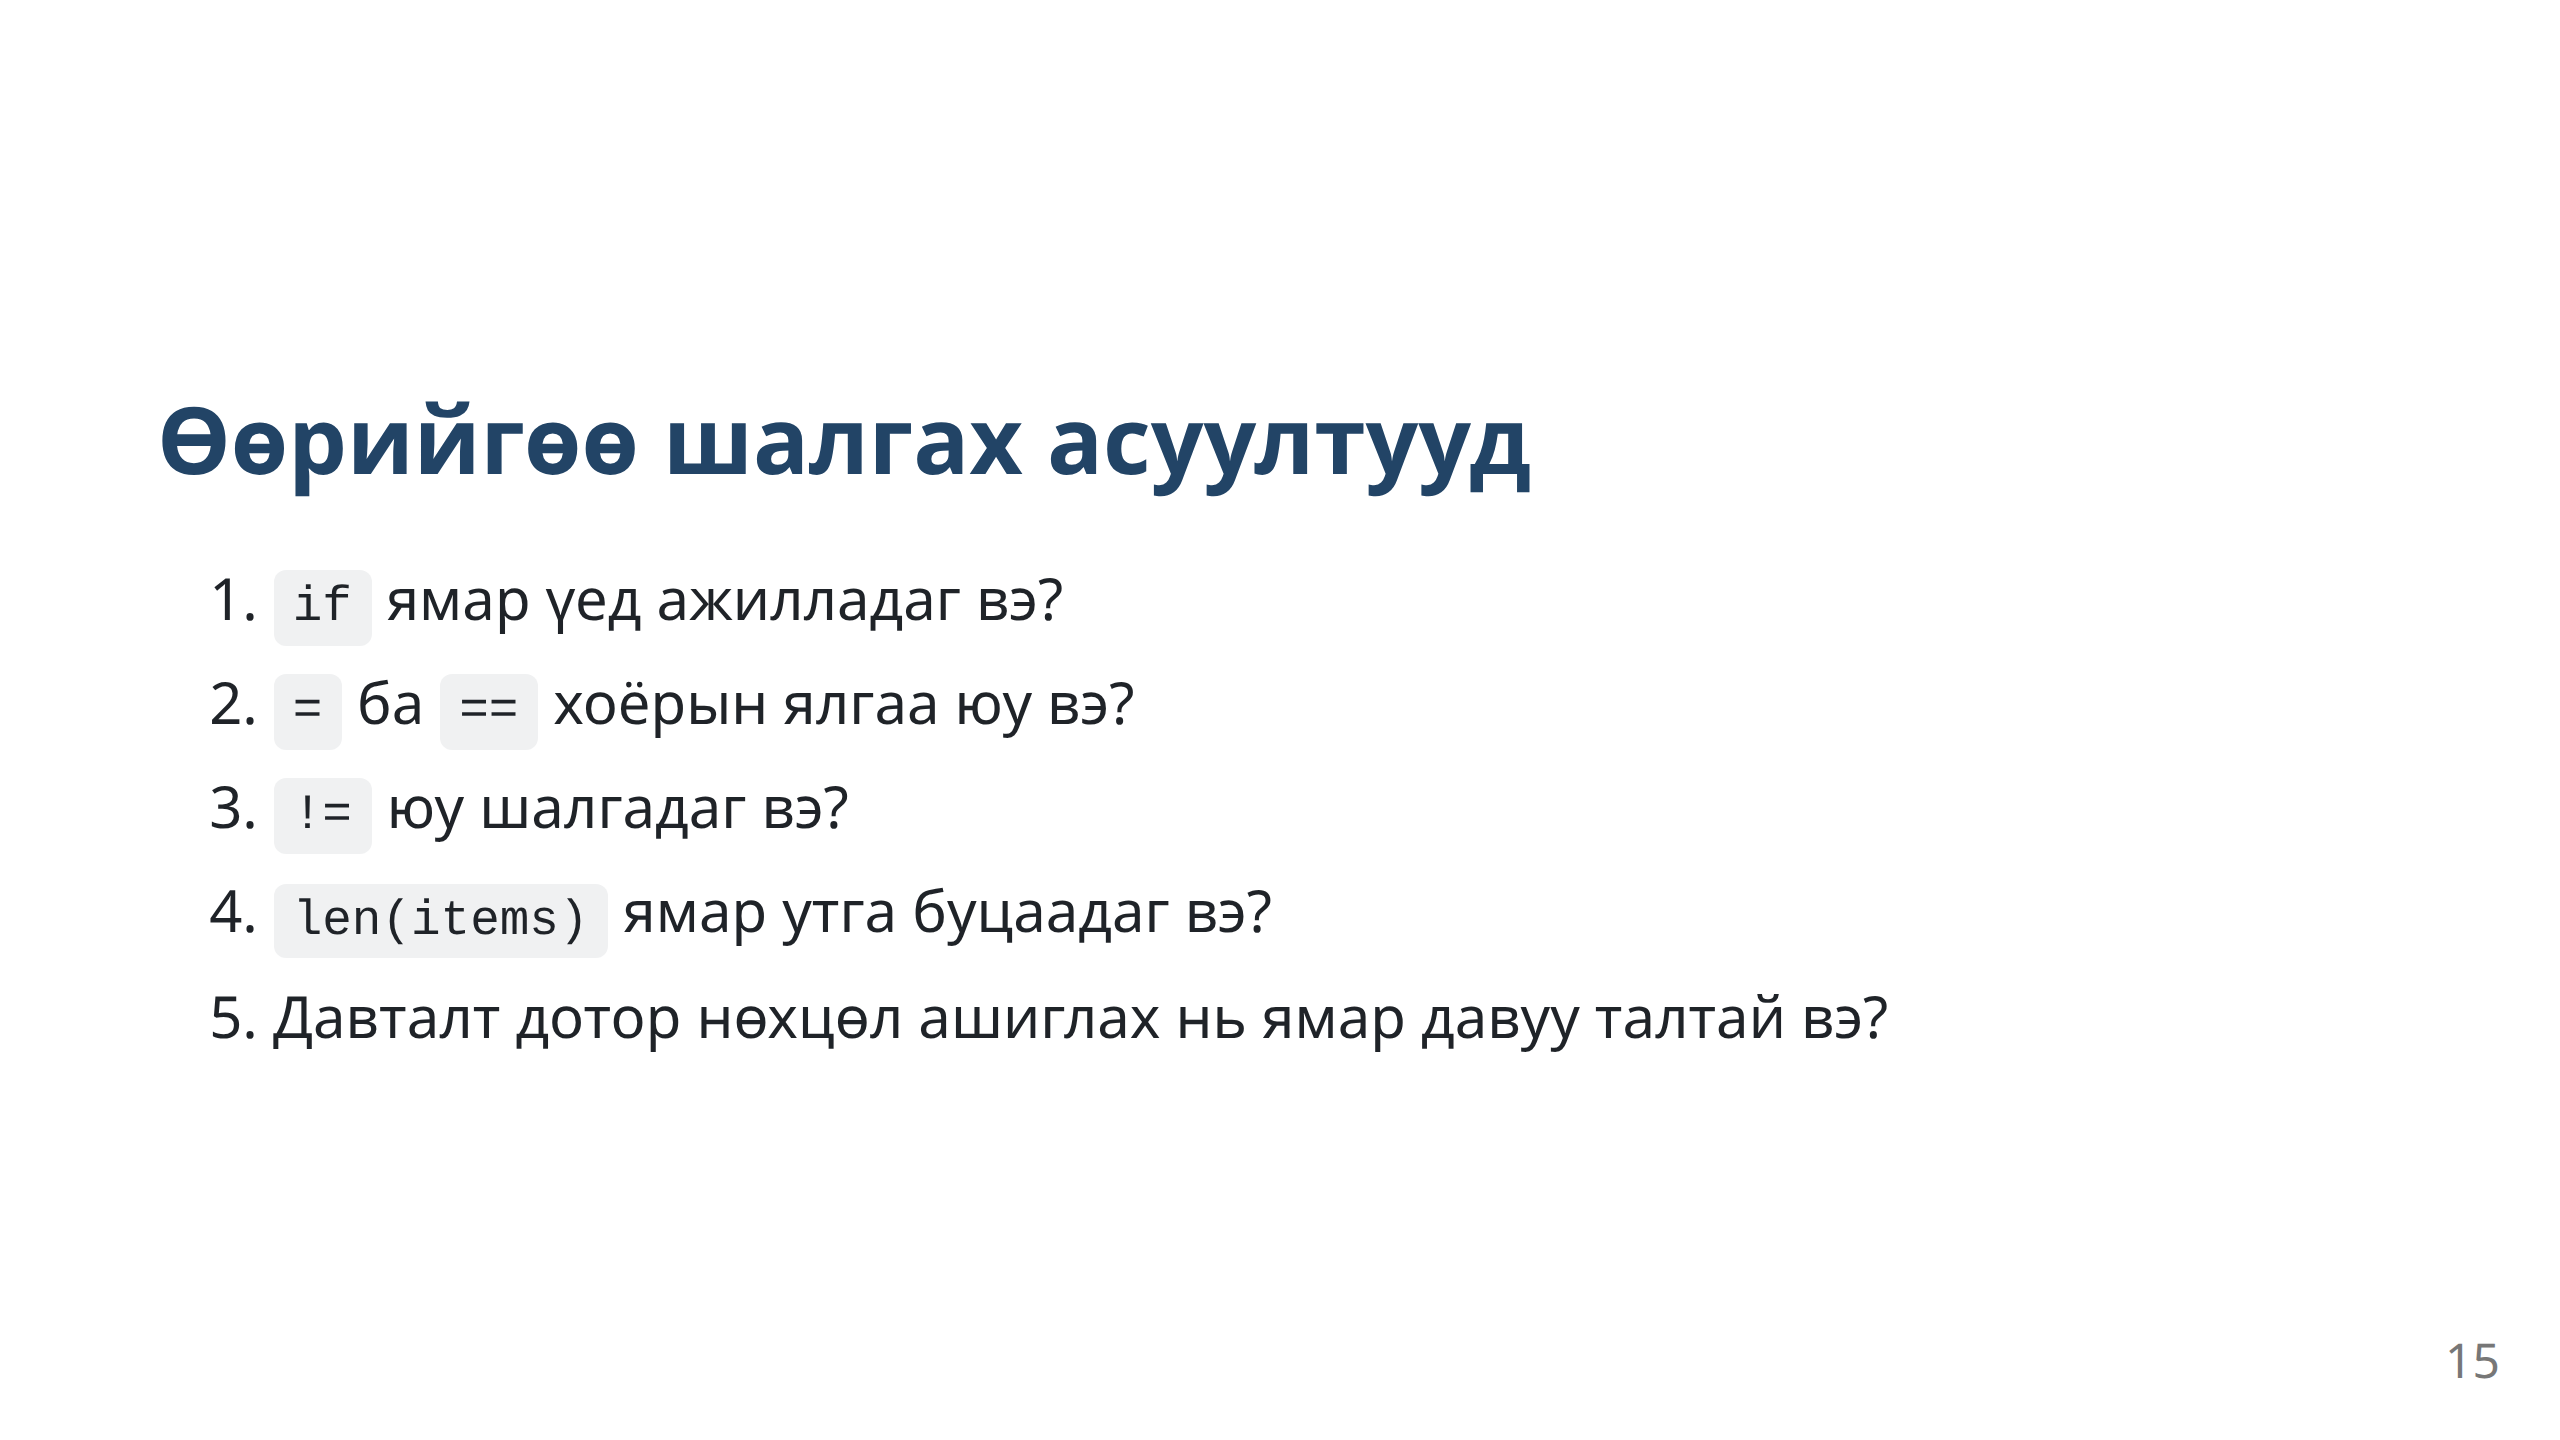 Өөрийгөө шалгах асуултууд
1. if ямар үед ажилладаг вэ?
2. = ба == хоёрын ялгаа юу вэ?
3. != юу шалгадаг вэ?
4. len(items) ямар утга буцаадаг вэ?
5. Давталт дотор нөхцөл ашиглах нь ямар давуу талтай вэ?
15